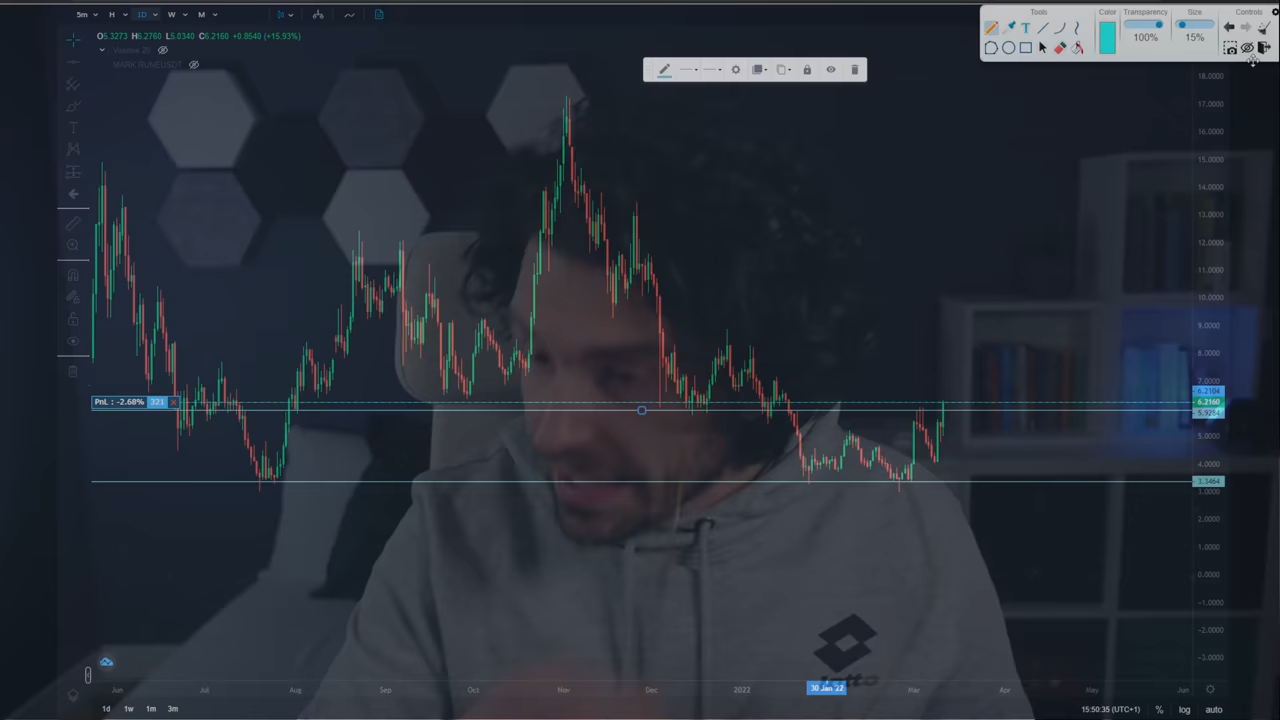 5m H 1D W M
O5.3273 H6.2760 L5.0340 C6.2160 +0.8540 (+15.93%)
Volume 25
MARK RUNEUSDT
Tools Color Transparency Size Controls
100% 15%
18.0000
17.0000
16.0000
15.0000
14.0000
13.0000
12.0000
11.0000
10.0000
9.0000
8.0000
7.0000
6.2104
PnL : -2.68% 321
6.2160
5.9284
5.0000
4.0000
3.3464
3.0000
2.0000
1.0000
0.0000
−1.0000
−2.0000
−3.0000
lotto
Jun Jul Aug Sep Oct Nov Dec 2022 30 Jan '22 Mar Apr May Jun
1d 1w 1m 3m
15:50:35 (UTC+1) % log auto